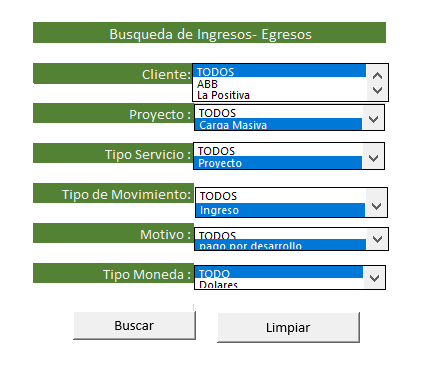 Busqueda de Ingresos- Egresos
Cliente:
TODOS
ABB
La Positiva
Proyecto :
TODOS
Carga Masiva
Tipo Servicio :
TODOS
Proyecto
Tipo de Movimiento:
TODOS
Ingreso
Motivo :
TODOS
pago por desarrollo
Tipo Moneda :
TODO
Dolares
Buscar
Limpiar